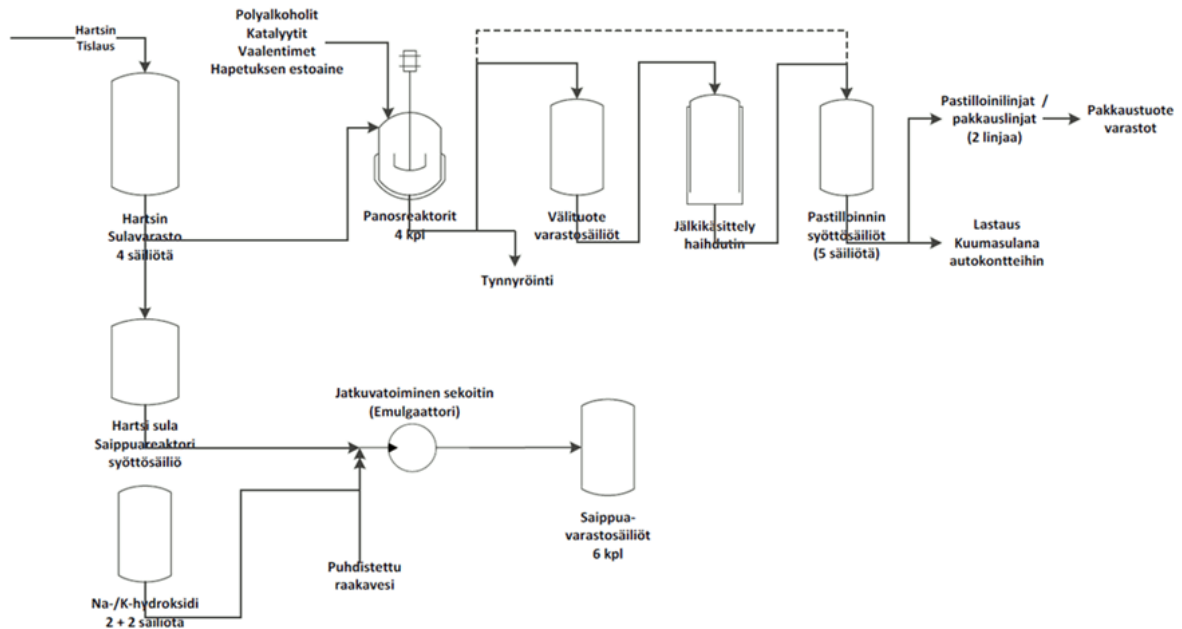 Hartsin
Tislaus
Polyalkoholit
Katalyytit
Vaalentimet
Hapetuksen estoaine
Hartsin
Sulavarasto
4 säiliötä
Panosreaktorit
4 kpl
Tynnyröinti
Välituote
varastosäiliöt
Jälkikäsittely
haihdutin
Pastilloinnin
syöttösäiliöt
(5 säiliötä)
Pastilloinilinjat /
pakkauslinjat
(2 linjaa)
Pakkaustuote
varastot
Lastaus
Kuumasulana
autokontteihin
Hartsi sula
Saippuareaktori
syöttösäiliö
Jatkuvatoiminen sekoitin
(Emulgaattori)
Saippua-
varastosäiliöt
6 kpl
Na-/K-hydroksidi
2 + 2 säiliötä
Puhdistettu
raakavesi